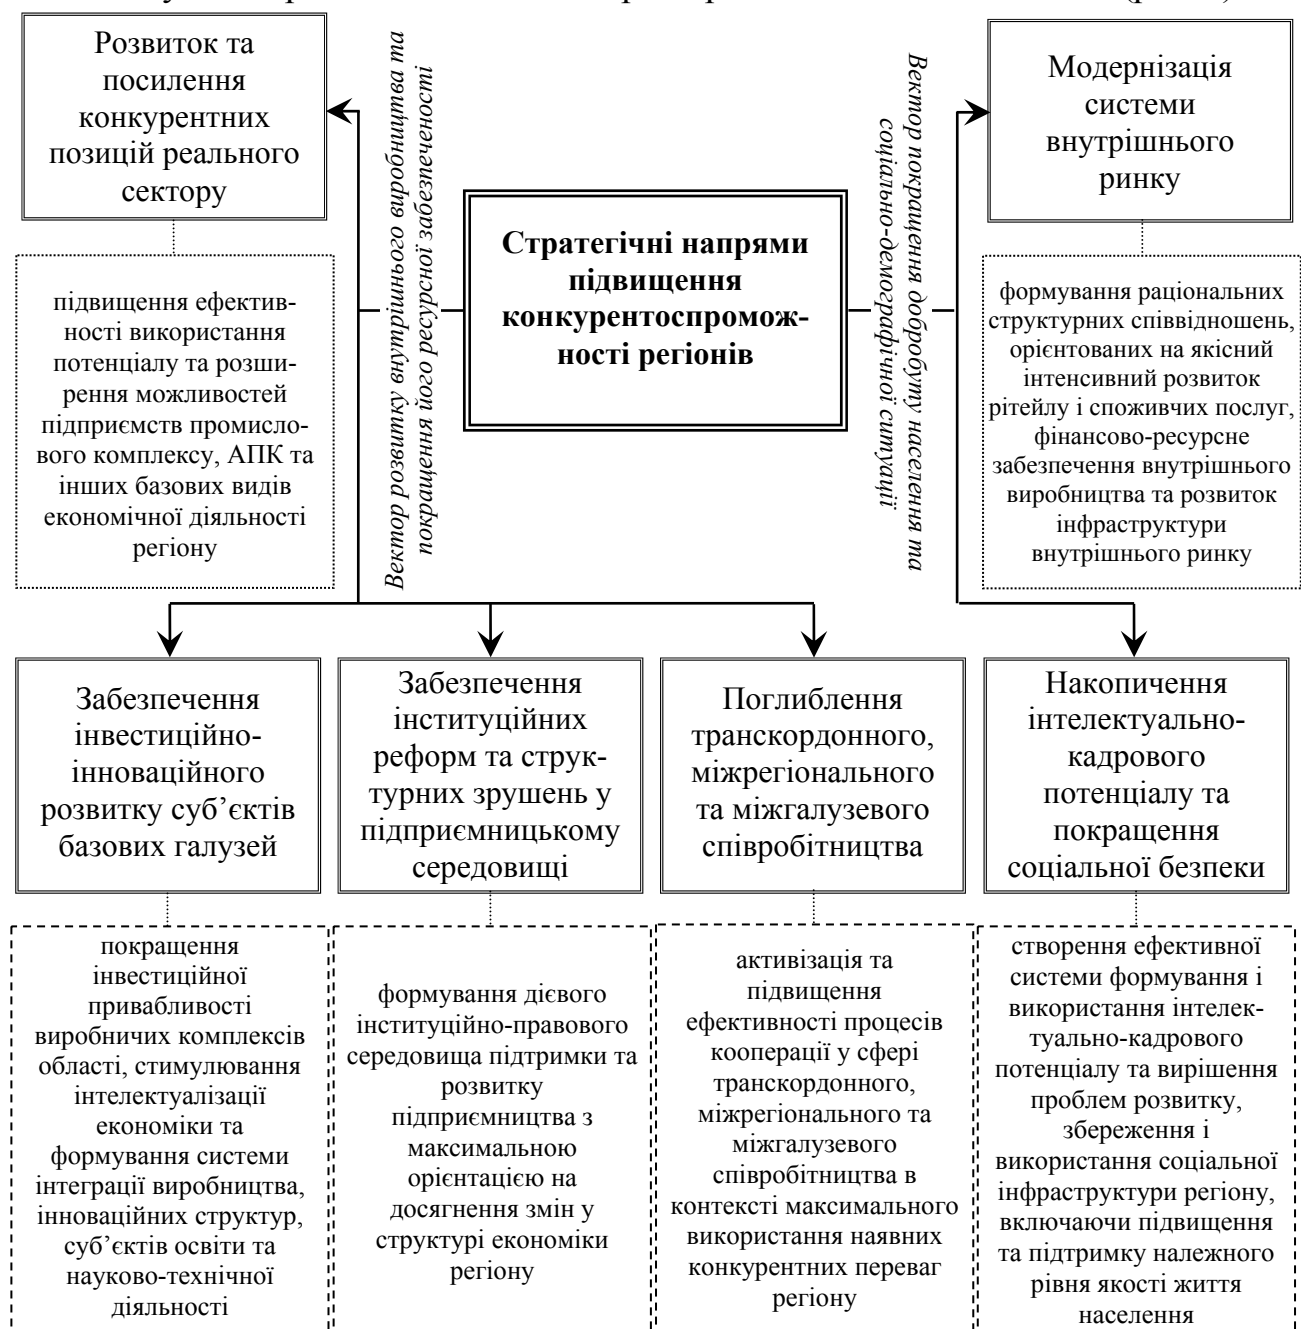 Розвиток та
посилення
конкурентних
позицій реального
сектору
підвищення ефектив-
ності використання
потенціалу та розши-
рення можливостей
підприємств промисло-
вого комплексу, АПК та
інших базових видів
економічної діяльності
регіону
Вектор розвитку внутрішнього виробництва та
покращення його ресурсної забезпеченості
Стратегічні напрями
підвищення
конкурентоспромож-
ності регіонів
Вектор покращення добробуту населення та
соціально-демографічної ситуації
Модернізація
системи
внутрішнього
ринку
формування раціональних
структурних співвідношень,
орієнтованих на якісний
інтенсивний розвиток
рітейлу і споживчих послуг,
фінансово-ресурсне
забезпечення внутрішнього
виробництва та розвиток
інфраструктури
внутрішнього ринку
Забезпечення
інвестиційно-
інноваційного
розвитку суб’єктів
базових галузей
покращення
інвестиційної
привабливості
виробничих комплексів
області, стимулювання
інтелектуалізації
економіки та
формування системи
інтеграції виробництва,
інноваційних структур,
суб’єктів освіти та
науково-технічної
діяльності
Забезпечення
інституційних
реформ та струк-
турних зрушень у
підприємницькому
середовищі
формування дієвого
інституційно-правового
середовища підтримки та
розвитку
підприємництва з
максимальною
орієнтацією на
досягнення змін у
структурі економіки
регіону
Поглиблення
транскордонного,
міжрегіонального
та міжгалузевого
співробітництва
активізація та
підвищення
ефективності процесів
кооперації у сфері
транскордонного,
міжрегіонального та
міжгалузевого
співробітництва в
контексті максимального
використання наявних
конкурентних переваг
регіону
Накопичення
інтелектуально-
кадрового
потенціалу та
покращення
соціальної безпеки
створення ефективної
системи формування і
використання інтелек-
туально-кадрового
потенціалу та вирішення
проблем розвитку,
збереження і
використання соціальної
інфраструктури регіону,
включаючи підвищення
та підтримку належного
рівня якості життя
населення